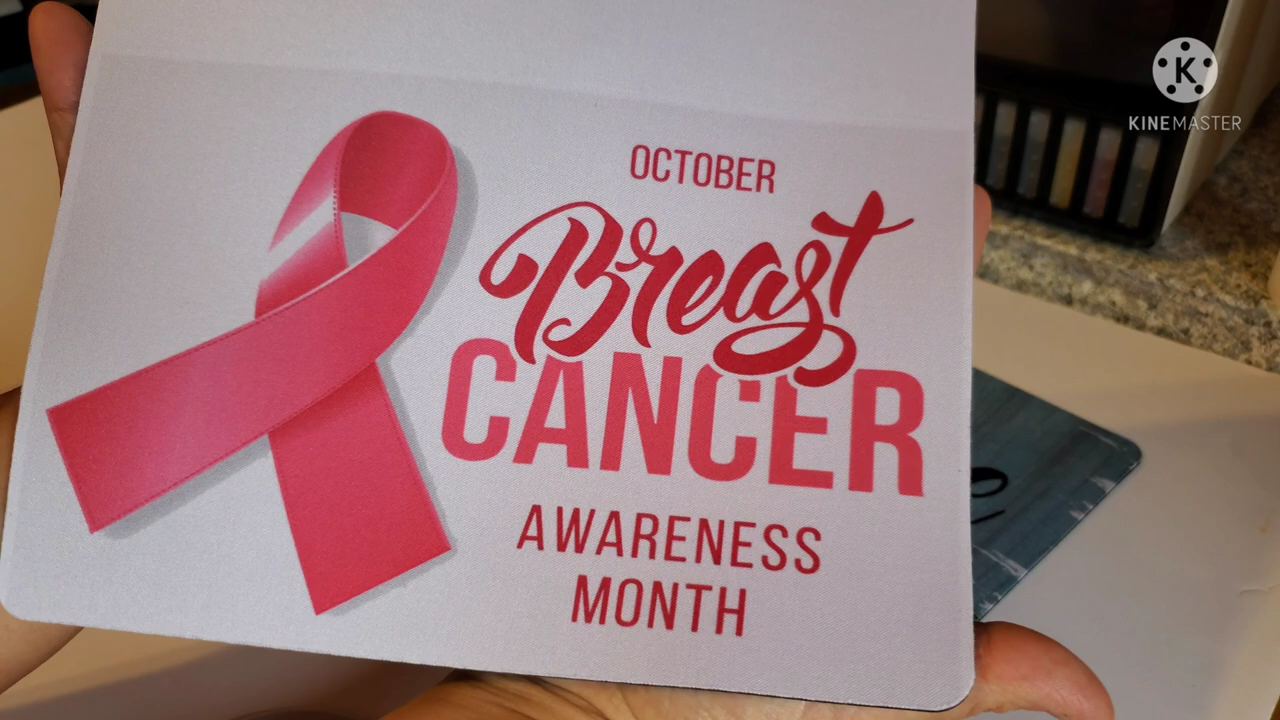 OCTOBER
Breast
CANCER
AWARENESS
MONTH
K
KINEMASTER